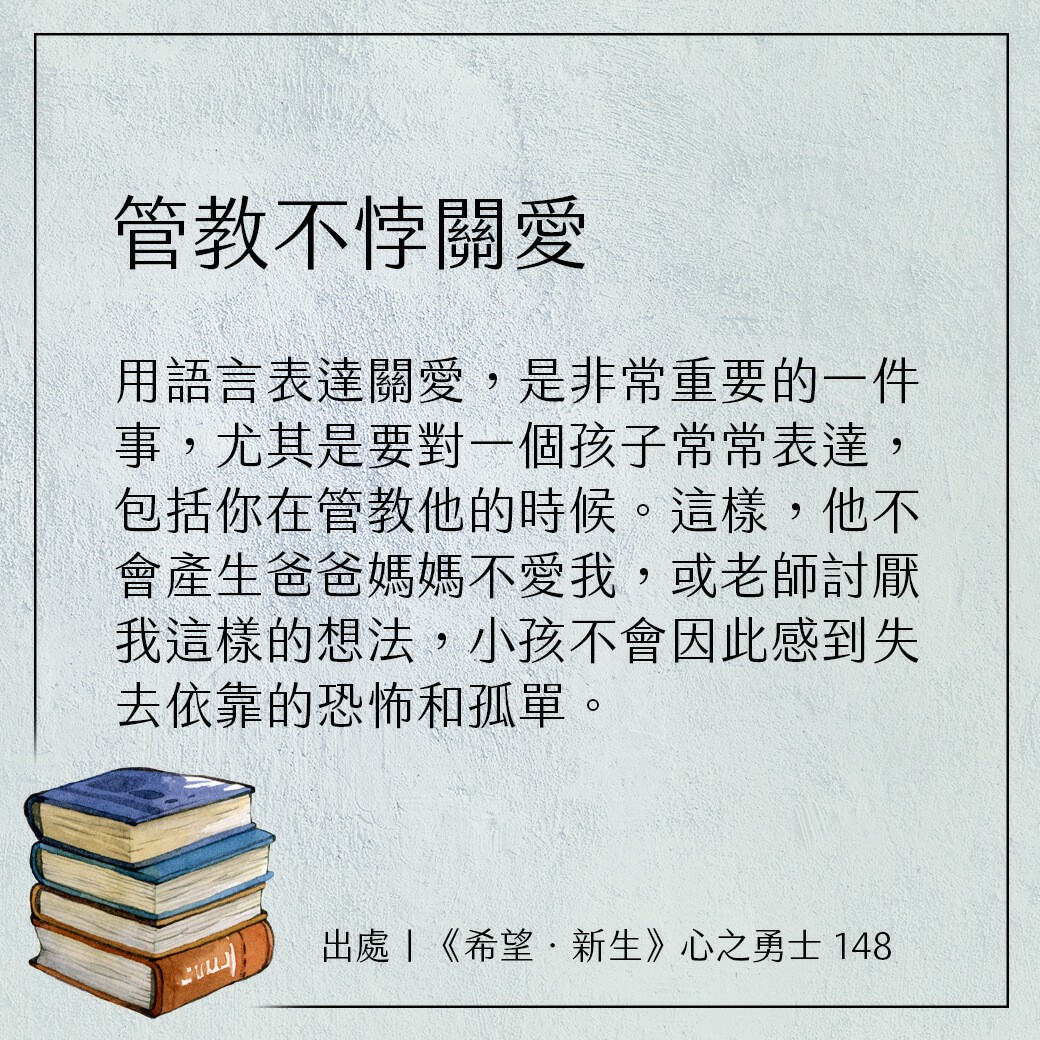 管教不悖關愛
用語言表達關愛，是非常重要的一件
事，尤其是要對一個孩子常常表達，
包括你在管教他的時候。這樣，他不
會產生爸爸媽媽不愛我，或老師討厭
我這樣的想法，小孩不會因此感到失
去依靠的恐怖和孤單。
出處｜《希望．新生》心之勇士 148